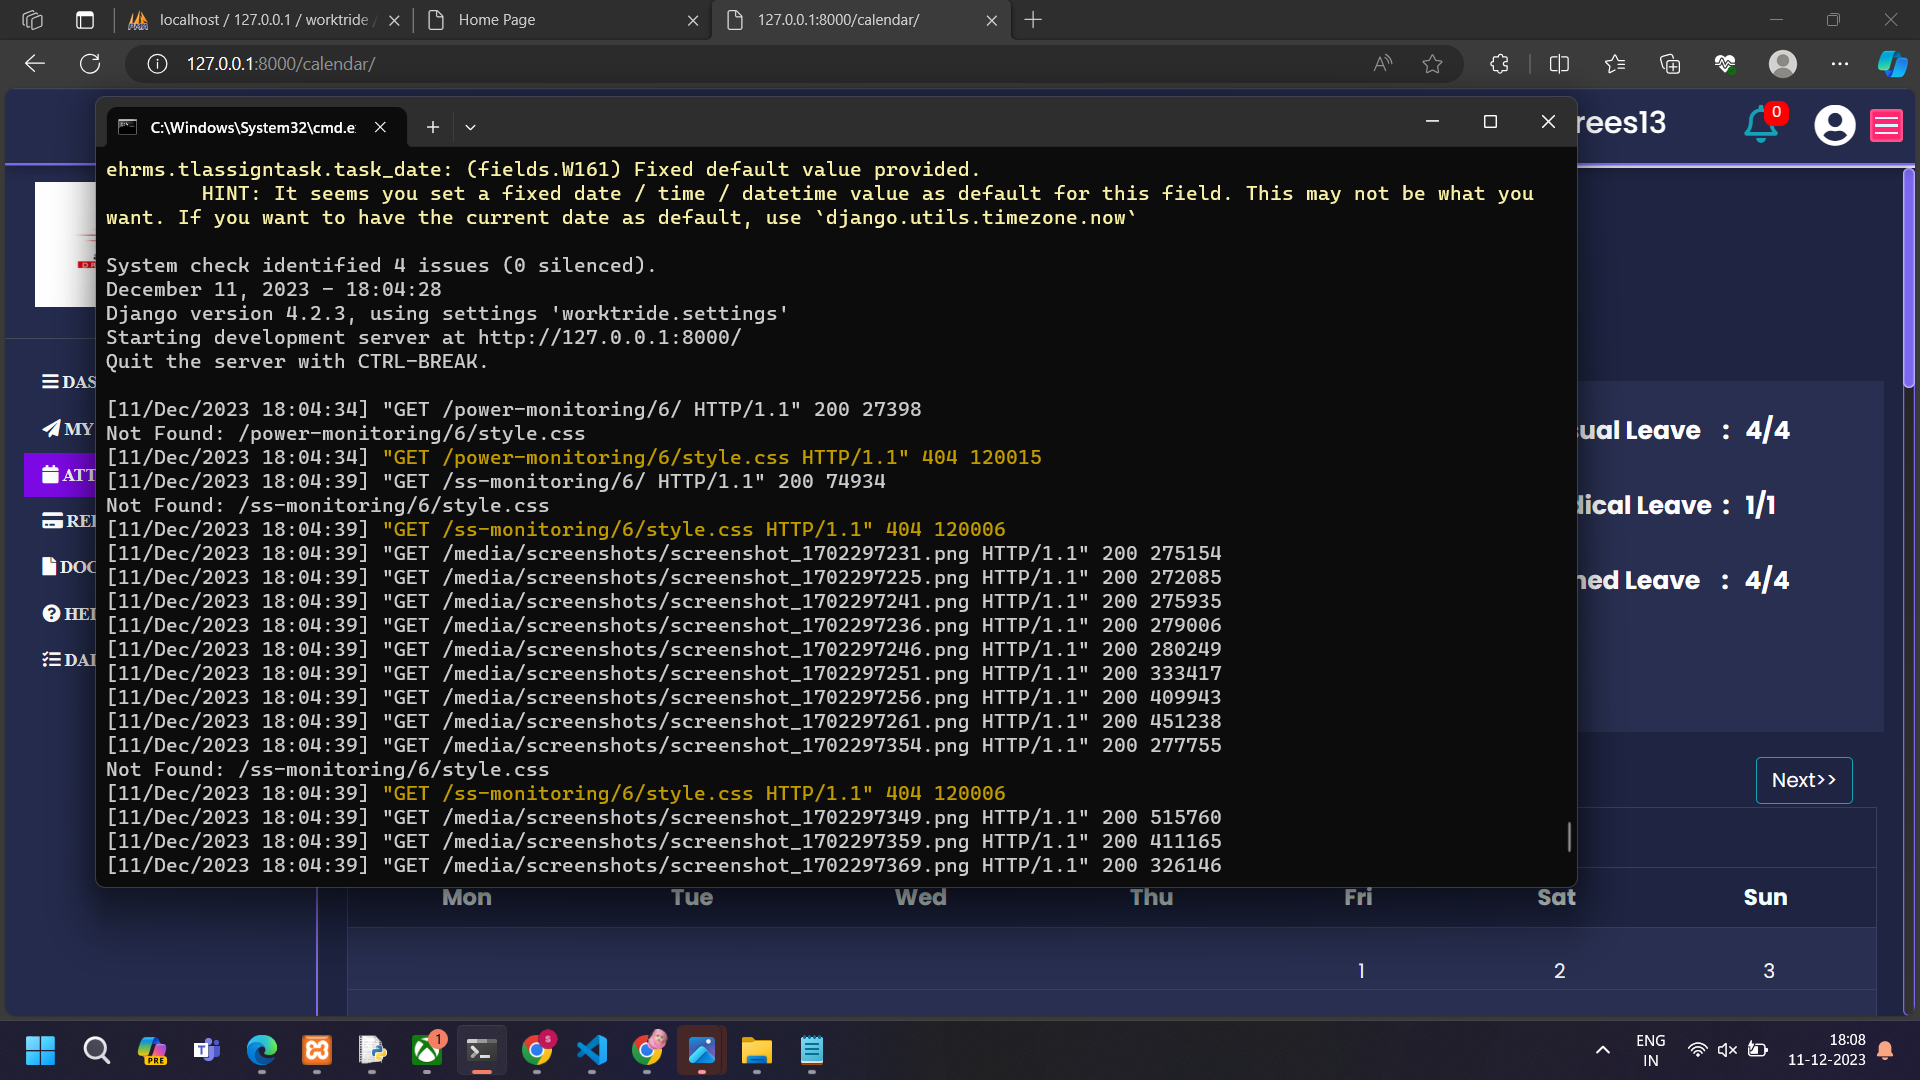 localhost / 127.0.0.1 / worktride /
Home Page
127.0.0.1:8000/calendar/
127.0.0.1:8000/calendar/
C:\Windows\System32\cmd.e
rees13
0
ehrms.tlassigntask.task_date: (fields.W161) Fixed default value provided.
HINT: It seems you set a fixed date / time / datetime value as default for this field. This may not be what you
want. If you want to have the current date as default, use `django.utils.timezone.now`
System check identified 4 issues (0 silenced).
December 11, 2023 - 18:04:28
Django version 4.2.3, using settings 'worktride.settings'
Starting development server at http://127.0.0.1:8000/
Quit the server with CTRL-BREAK.
[11/Dec/2023 18:04:34] "GET /power-monitoring/6/ HTTP/1.1" 200 27398
Not Found: /power-monitoring/6/style.css
[11/Dec/2023 18:04:34] "GET /power-monitoring/6/style.css HTTP/1.1" 404 120015
[11/Dec/2023 18:04:39] "GET /ss-monitoring/6/ HTTP/1.1" 200 74934
Not Found: /ss-monitoring/6/style.css
[11/Dec/2023 18:04:39] "GET /ss-monitoring/6/style.css HTTP/1.1" 404 120006
[11/Dec/2023 18:04:39] "GET /media/screenshots/screenshot_1702297231.png HTTP/1.1" 200 275154
[11/Dec/2023 18:04:39] "GET /media/screenshots/screenshot_1702297225.png HTTP/1.1" 200 272085
[11/Dec/2023 18:04:39] "GET /media/screenshots/screenshot_1702297241.png HTTP/1.1" 200 275935
[11/Dec/2023 18:04:39] "GET /media/screenshots/screenshot_1702297236.png HTTP/1.1" 200 279006
[11/Dec/2023 18:04:39] "GET /media/screenshots/screenshot_1702297246.png HTTP/1.1" 200 280249
[11/Dec/2023 18:04:39] "GET /media/screenshots/screenshot_1702297251.png HTTP/1.1" 200 333417
[11/Dec/2023 18:04:39] "GET /media/screenshots/screenshot_1702297256.png HTTP/1.1" 200 409943
[11/Dec/2023 18:04:39] "GET /media/screenshots/screenshot_1702297261.png HTTP/1.1" 200 451238
[11/Dec/2023 18:04:39] "GET /media/screenshots/screenshot_1702297354.png HTTP/1.1" 200 277755
Not Found: /ss-monitoring/6/style.css
[11/Dec/2023 18:04:39] "GET /ss-monitoring/6/style.css HTTP/1.1" 404 120006
[11/Dec/2023 18:04:39] "GET /media/screenshots/screenshot_1702297349.png HTTP/1.1" 200 515760
[11/Dec/2023 18:04:39] "GET /media/screenshots/screenshot_1702297359.png HTTP/1.1" 200 411165
[11/Dec/2023 18:04:39] "GET /media/screenshots/screenshot_1702297369.png HTTP/1.1" 200 326146
DAS
MY
ATT
DOC
HEL
DAI
sual Leave : 4/4
dical Leave : 1/1
ned Leave : 4/4
Next>>
Mon Tue Wed Thu Fri Sat Sun
1 2 3
PRE
1
ENG
IN
18:08
11-12-2023